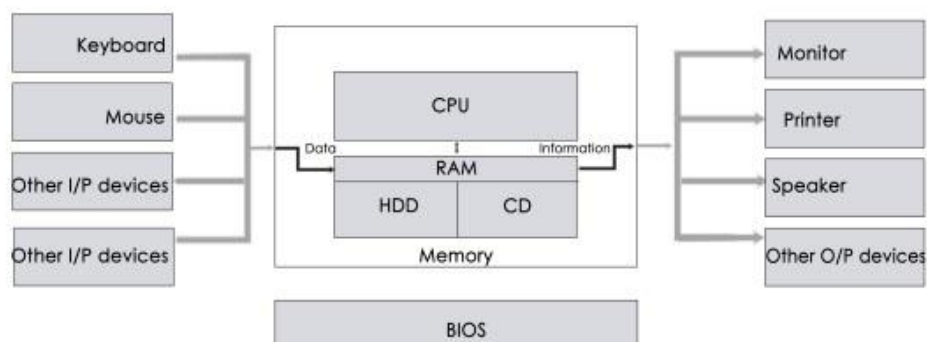 Keyboard
Mouse
Other I/P devices
Other I/P devices
CPU
Data
Information
RAM
HDD
CD
Memory
BIOS
Monitor
Printer
Speaker
Other O/P devices